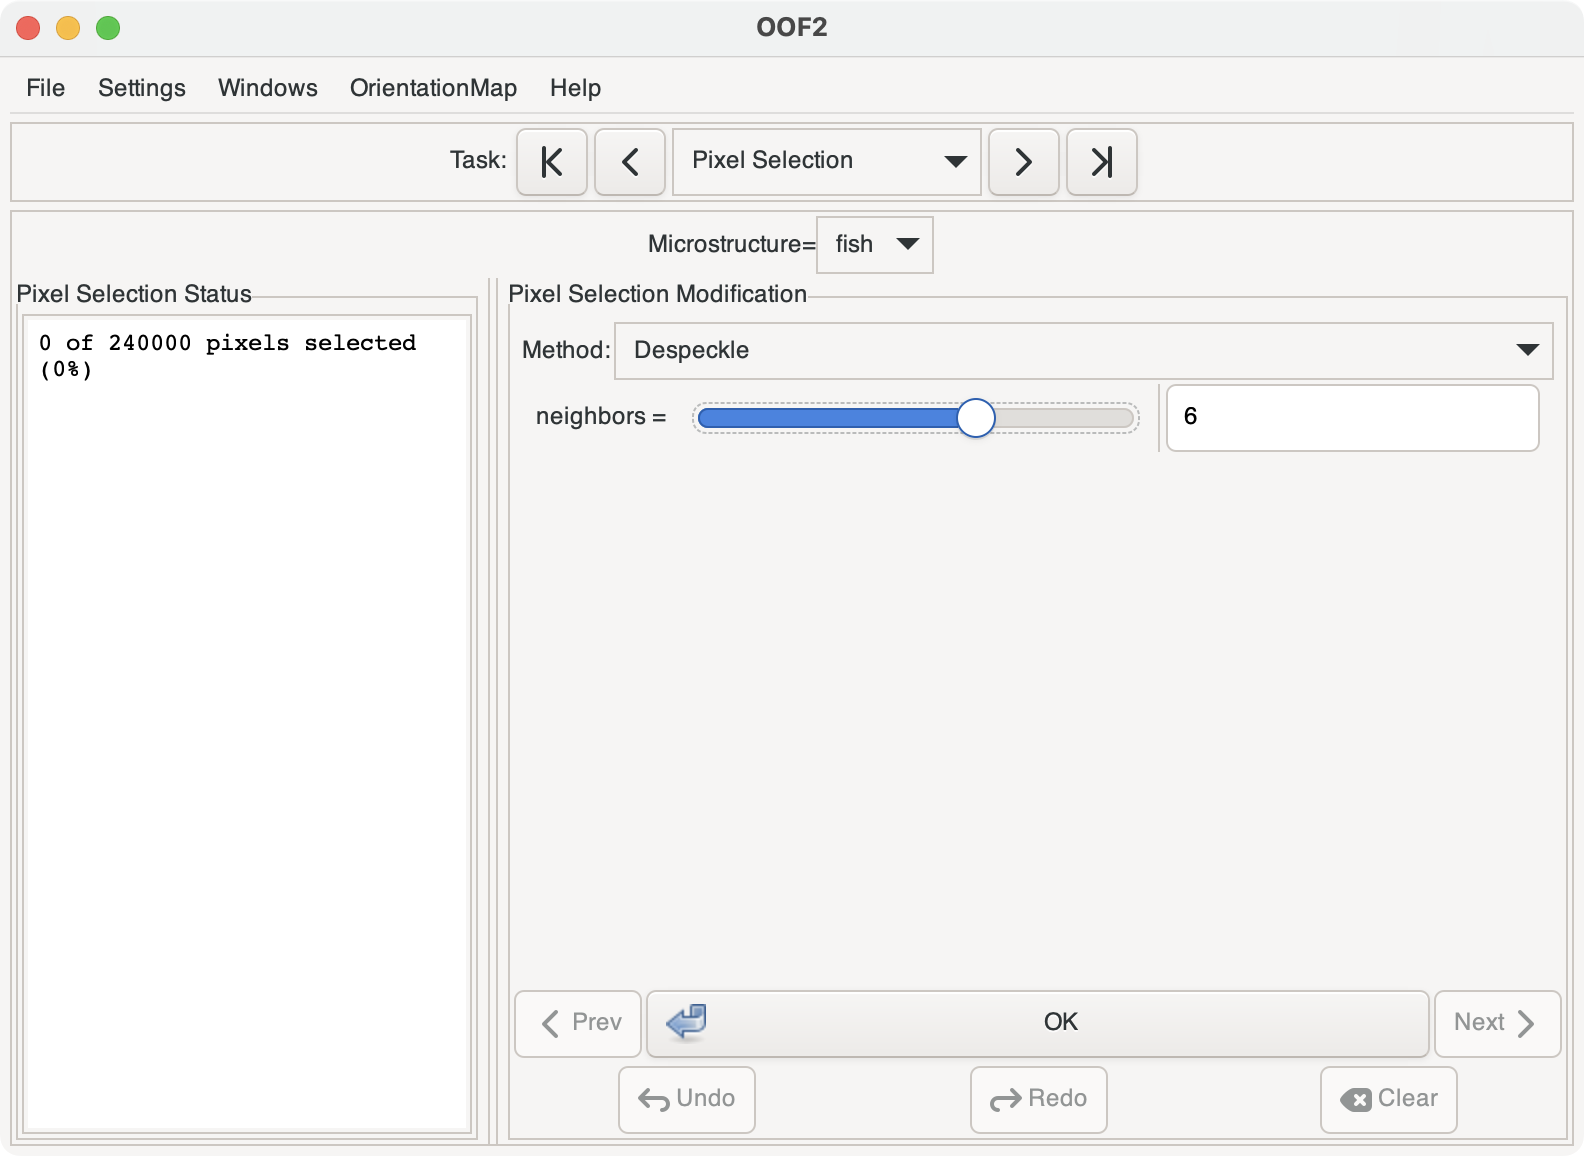 OOF2
File Settings Windows OrientationMap Help
Task: Pixel Selection
Microstructure= fish
Pixel Selection Status
0 of 240000 pixels selected
(0%)
Pixel Selection Modification
Method: Despeckle
neighbors = 6
Prev OK Next
Undo Redo Clear